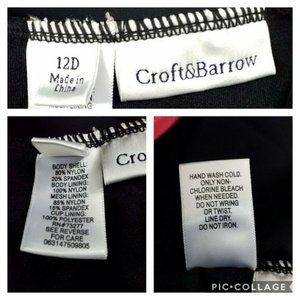 12D
Made in
China
Croft&Barrow
Cro
BODY SHELL:
80% NYLON
20% SPANDEX
BODY LINING:
100% NYLON
MESH LINING:
85% NYLON
15% SPANDEX
CUP LINING:
100% POLYESTER
RN #73277
SEE REVERSE
FOR CARE
063147509805
HAND WASH COLD.
ONLY NON-
CHLORINE BLEACH
WHEN NEEDED.
DO NOT WRING
OR TWIST.
LINE DRY.
DO NOT IRON.
PIC•COLLAGE